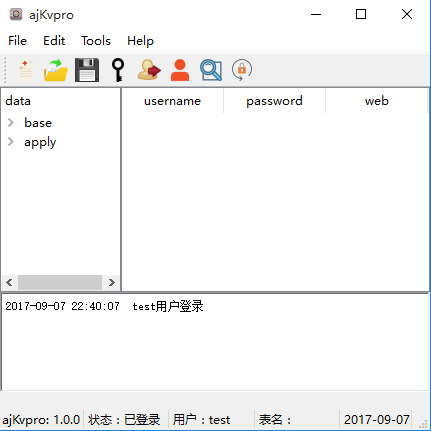 ajKvpro
File Edit Tools Help
data
username password web
base
apply
2017-09-07 22:40:07 test用户登录
ajKvpro: 1.0.0 状态：已登录 用户：test 表名： 2017-09-07